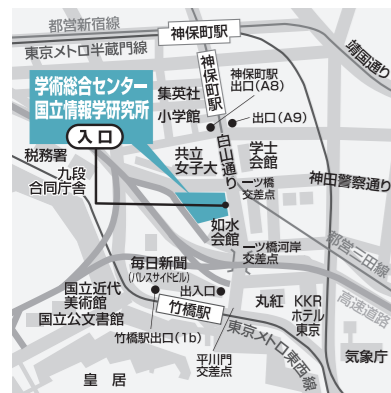 都営新宿線
東京メトロ半蔵門線
神保町駅
靖国通り
学術総合センター
国立情報学研究所
入口
集英社
小学館
神保町駅
神保町駅
出口(A8)
出口(A9)
白山通り
税務署
九段
合同庁舎
共立
女子大
学士
会館
一ツ橋
交差点
神田警察通り
如水
会館
一ツ橋河岸
交差点
都営三田線
高速道路
毎日新聞
(パレスサイドビル)
出入口
国立近代
美術館
国立公文書館
竹橋駅
竹橋駅出口(1b)
丸紅
KKR
ホテル
東京
東京メトロ東西線
平川門
交差点
気象庁
皇居